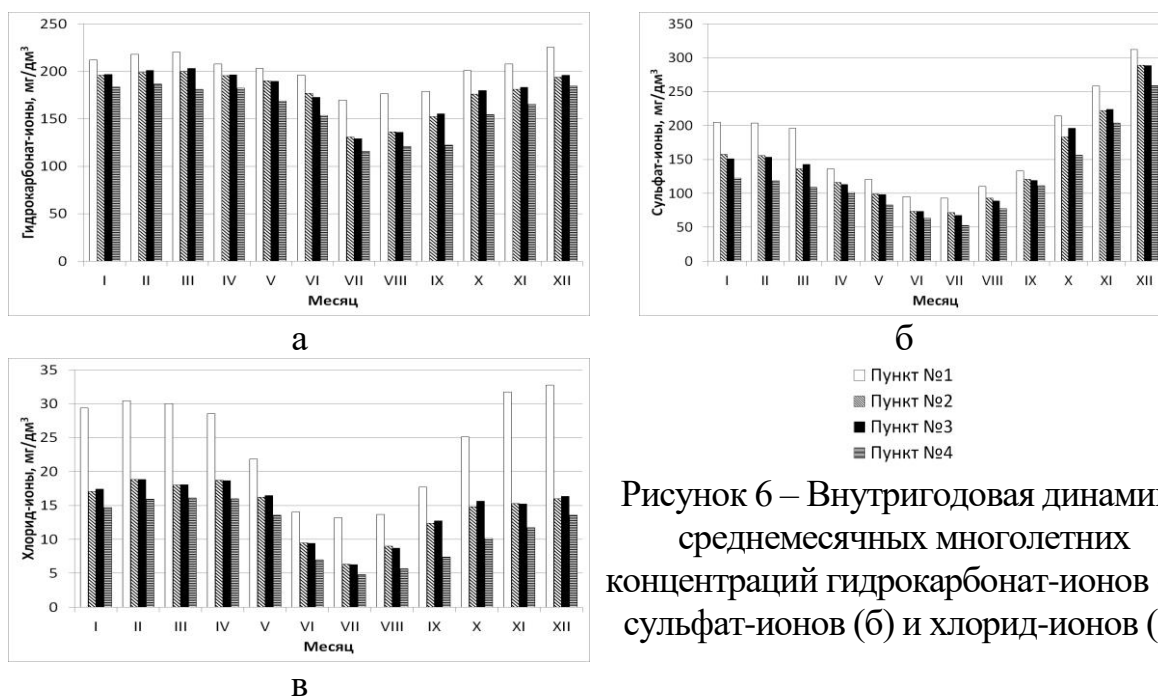 250
200
150
100
50
0
Гидрокарбонат-ионы, мг/дм³
I II III IV V VI VII VIII IX X XI XII
Месяц
а
350
300
250
200
150
100
50
0
Сульфат-ионы, мг/дм³
I II III IV V VI VII VIII IX X XI XII
Месяц
б
35
30
25
20
15
10
5
0
Хлорид-ионы, мг/дм³
I II III IV V VI VII VIII IX X XI XII
Месяц
в
Пункт №1
Пункт №2
Пункт №3
Пункт №4
Рисунок 6 – Внутригодовая динами
среднемесячных многолетних
концентраций гидрокарбонат-ионов
сульфат-ионов (б) и хлорид-ионов (